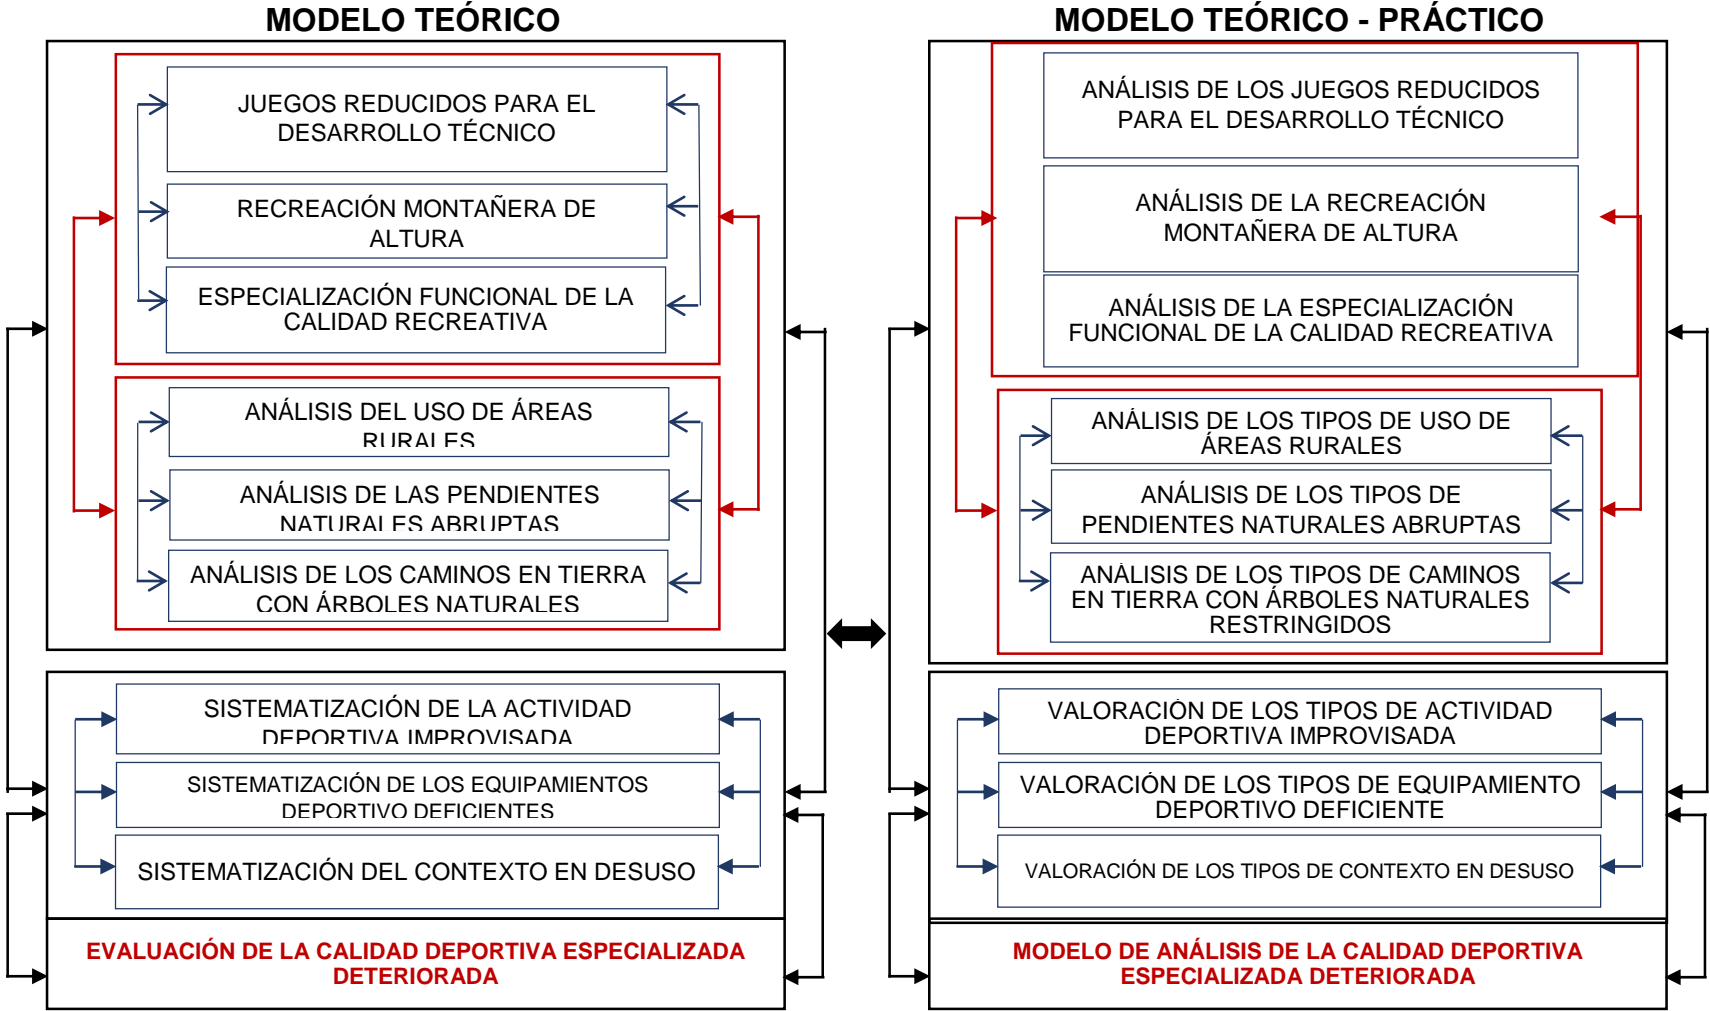 MODELO TEÓRICO
JUEGOS REDUCIDOS PARA EL
DESARROLLO TÉCNICO
RECREACIÓN MONTAÑERA DE
ALTURA
ESPECIALIZACIÓN FUNCIONAL DE LA
CALIDAD RECREATIVA
ANÁLISIS DEL USO DE ÁREAS
RURALES
ANÁLISIS DE LAS PENDIENTES
NATURALES ABRUPTAS
ANÁLISIS DE LOS CAMINOS EN TIERRA
CON ÁRBOLES NATURALES
SISTEMATIZACIÓN DE LA ACTIVIDAD
DEPORTIVA IMPROVISADA
SISTEMATIZACIÓN DE LOS EQUIPAMIENTOS
DEPORTIVO DEFICIENTES
SISTEMATIZACIÓN DEL CONTEXTO EN DESUSO
EVALUACIÓN DE LA CALIDAD DEPORTIVA ESPECIALIZADA
DETERIORADA
MODELO TEÓRICO - PRÁCTICO
ANÁLISIS DE LOS JUEGOS REDUCIDOS
PARA EL DESARROLLO TÉCNICO
ANÁLISIS DE LA RECREACIÓN
MONTAÑERA DE ALTURA
ANÁLISIS DE LA ESPECIALIZACIÓN
FUNCIONAL DE LA CALIDAD RECREATIVA
ANÁLISIS DE LOS TIPOS DE USO DE
ÁREAS RURALES
ANÁLISIS DE LOS TIPOS DE
PENDIENTES NATURALES ABRUPTAS
ANÁLISIS DE LOS TIPOS DE CAMINOS
EN TIERRA CON ÁRBOLES NATURALES
RESTRINGIDOS
VALORACIÓN DE LOS TIPOS DE ACTIVIDAD
DEPORTIVA IMPROVISADA
VALORACIÓN DE LOS TIPOS DE EQUIPAMIENTO
DEPORTIVO DEFICIENTE
VALORACIÓN DE LOS TIPOS DE CONTEXTO EN DESUSO
MODELO DE ANÁLISIS DE LA CALIDAD DEPORTIVA
ESPECIALIZADA DETERIORADA